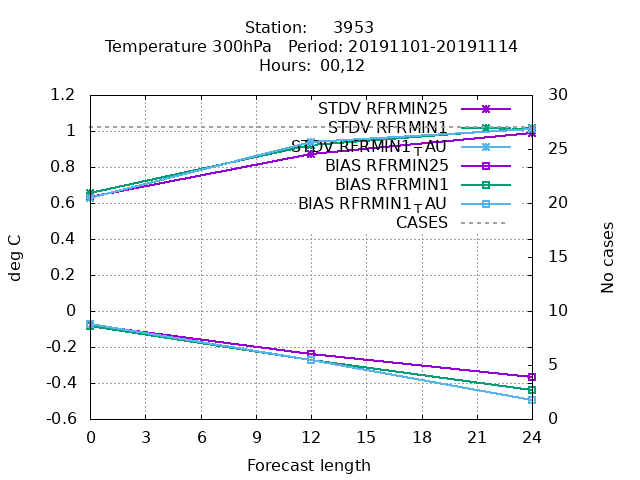 Station: 3953
Temperature 300hPa Period: 20191101-20191114
Hours: 00,12
1.2
1
0.8
0.6
0.4
0.2
0
-0.2
-0.4
-0.6
deg C
STDV RFRMIN25
STDV RFRMIN1
STDV RFRMIN1TAU
BIAS RFRMIN25
BIAS RFRMIN1
BIAS RFRMIN1TAU
CASES
30
25
20
15
10
5
0
No cases
0 3 6 9 12 15 18 21 24
Forecast length